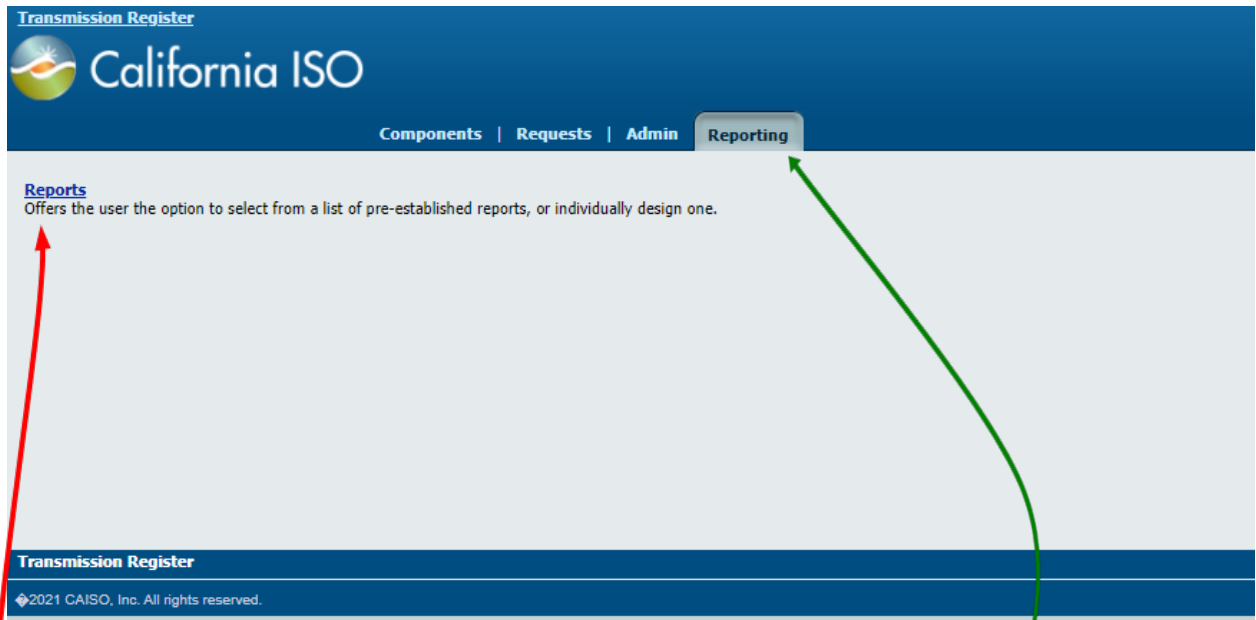 Transmission Register
California ISO
Components | Requests | Admin Reporting
Reports
Offers the user the option to select from a list of pre-established reports, or individually design one.
Transmission Register
�2021 CAISO, Inc. All rights reserved.